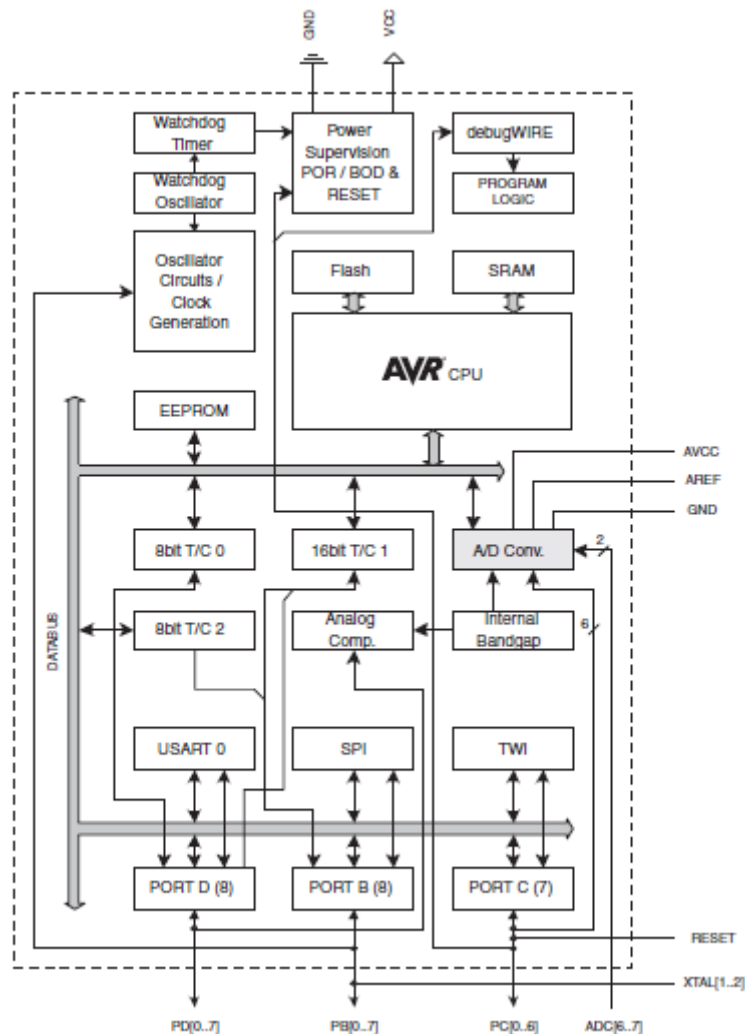 GND
VCC
Watchdog
Timer
Power
Supervision
POR / BOD &
RESET
debugWIRE
Watchdog
Oscillator
PROGRAM
LOGIC
Oscillator
Circuits /
Clock
Generation
Flash
SRAM
AVR CPU
EEPROM
AVCC
AREF
GND
8bit T/C 0
16bit T/C 1
A/D Conv.
2
DATABUS
8bit T/C 2
Analog
Comp.
Internal
Bandgap
6
USART 0
SPI
TWI
PORT D (8)
PORT B (8)
PORT C (7)
RESET
XTAL[1..2]
PD[0..7]
PB[0..7]
PC[0..6]
ADC[6..7]